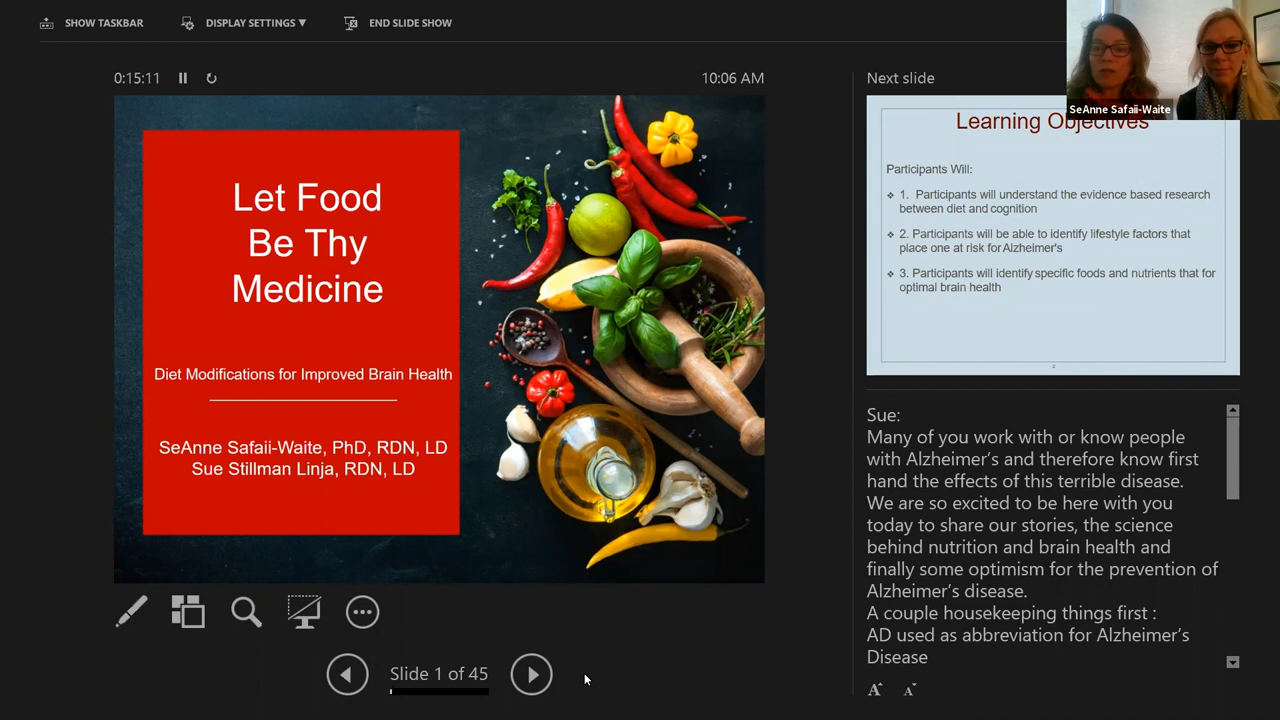 SHOW TASKBAR
DISPLAY SETTINGS ▼
END SLIDE SHOW
0:15:11
10:06 AM
Let Food
Be Thy
Medicine
Diet Modifications for Improved Brain Health
SeAnne Safaii-Waite, PhD, RDN, LD
Sue Stillman Linja, RDN, LD
Slide 1 of 45
Next slide
SeAnne Safaii-Waite
Learning Objectives
Participants Will:
❖ 1. Participants will understand the evidence based research
between diet and cognition
❖ 2. Participants will be able to identify lifestyle factors that
place one at risk for Alzheimer's
❖ 3. Participants will identify specific foods and nutrients that for
optimal brain health
2
Sue:
Many of you work with or know people
with Alzheimer's and therefore know first
hand the effects of this terrible disease.
We are so excited to be here with you
today to share our stories, the science
behind nutrition and brain health and
finally some optimism for the prevention of
Alzheimer's disease.
A couple housekeeping things first :
AD used as abbreviation for Alzheimer's
Disease
A A